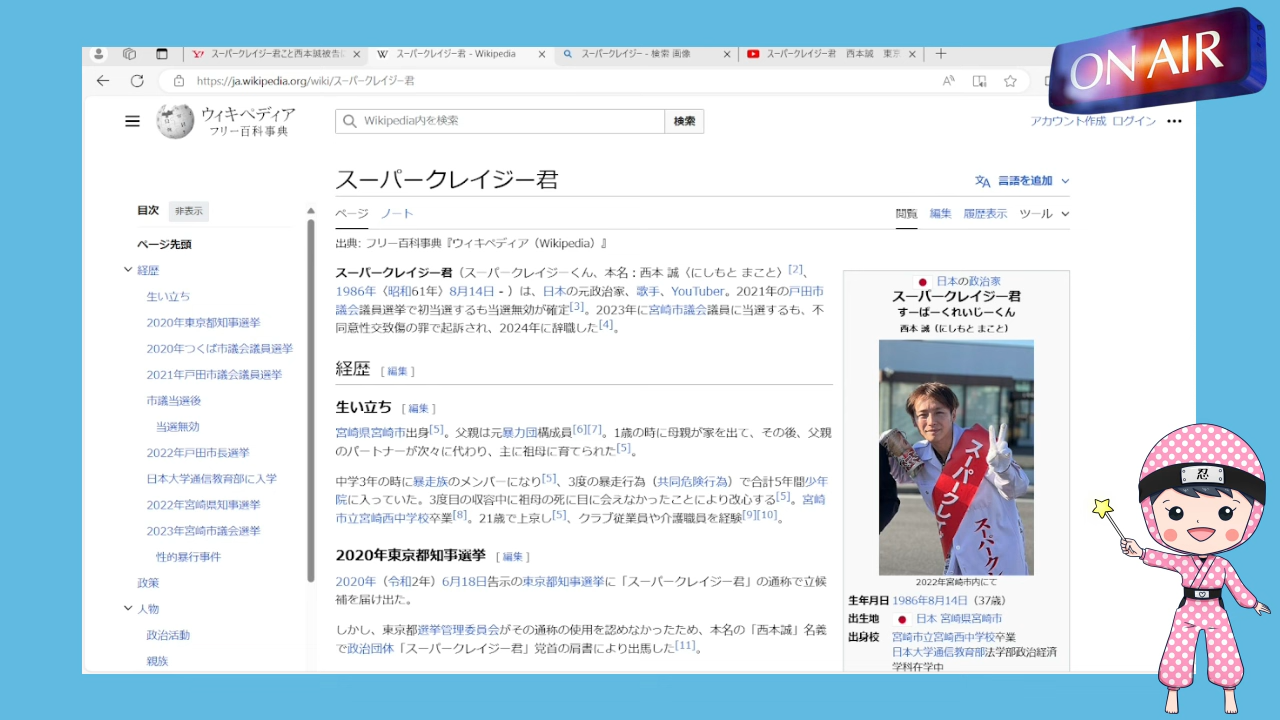 スーパークレイジー君こと西本誠被告に
スーパークレイジー君 - Wikipedia
スーパークレイジー - 検索 画像
スーパークレイジー君 西本誠 東京
ON AIR
https://ja.wikipedia.org/wiki/スーパークレイジー君
ウィキペディア
フリー百科事典
Wikipedia内を検索
検索
アカウント作成 ログイン
スーパークレイジー君
言語を追加
目次 非表示
ページ ノート
閲覧 編集 履歴表示 ツール
ページ先頭
経歴
生い立ち
2020年東京都知事選挙
2020年つくば市議会議員選挙
2021年戸田市議会議員選挙
市議当選後
当選無効
2022年戸田市長選挙
日本大学通信教育部に入学
2022年宮崎県知事選挙
2023年宮崎市議会選挙
性的暴行事件
政策
人物
政治活動
親族
出典: フリー百科事典『ウィキペディア（Wikipedia）』
スーパークレイジー君（スーパークレイジーくん、本名：西本 誠〈にしもと まこと〉[2]、
1986年〈昭和61年〉8月14日 - ）は、日本の元政治家、歌手、YouTuber。2021年の戸田市
議会議員選挙で初当選するも当選無効が確定[3]。2023年に宮崎市議会議員に当選するも、不
同意性交致傷の罪で起訴され、2024年に辞職した[4]。
経歴 [編集]
生い立ち [編集]
宮崎県宮崎市出身[5]。父親は元暴力団構成員[6][7]。1歳の時に母親が家を出て、その後、父親
のパートナーが次々に代わり、主に祖母に育てられた[5]。
中学3年の時に暴走族のメンバーになり[5]、3度の暴走行為（共同危険行為）で合計5年間少年
院に入っていた。3度目の収容中に祖母の死に目に会えなかったことにより改心する[5]。宮崎
市立宮崎西中学校卒業[8]。21歳で上京し[5]、クラブ従業員や介護職員を経験[9][10]。
2020年東京都知事選挙 [編集]
2020年（令和2年）6月18日告示の東京都知事選挙に「スーパークレイジー君」の通称で立候
補を届け出た。
しかし、東京都選挙管理委員会がその通称の使用を認めなかったため、本名の「西本誠」名義
で政治団体「スーパークレイジー君」党首の肩書により出馬した[11]。
日本の政治家
スーパークレイジー君
すーぱーくれいじーくん
西本 誠（にしもと まこと）
スーパークレイ
スーパークレ
2022年宮崎市内にて
生年月日 1986年8月14日（37歳）
出生地 日本 宮崎県宮崎市
出身校 宮崎市立宮崎西中学校卒業
日本大学通信教育部法学部政治経済
学科在学中
忍